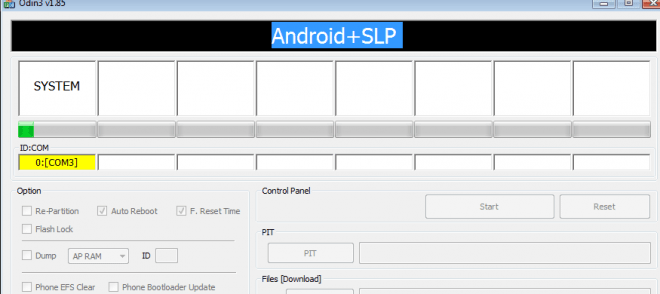 Odin3 v1.85
Android+SLP
SYSTEM
ID:COM
0:[COM3]
Option
Re-Partition Auto Reboot F. Reset Time
Flash Lock
Dump AP RAM ID
Phone EFS Clear Phone Bootloader Update
Control Panel
Start Reset
PIT
PIT
Files [Download]